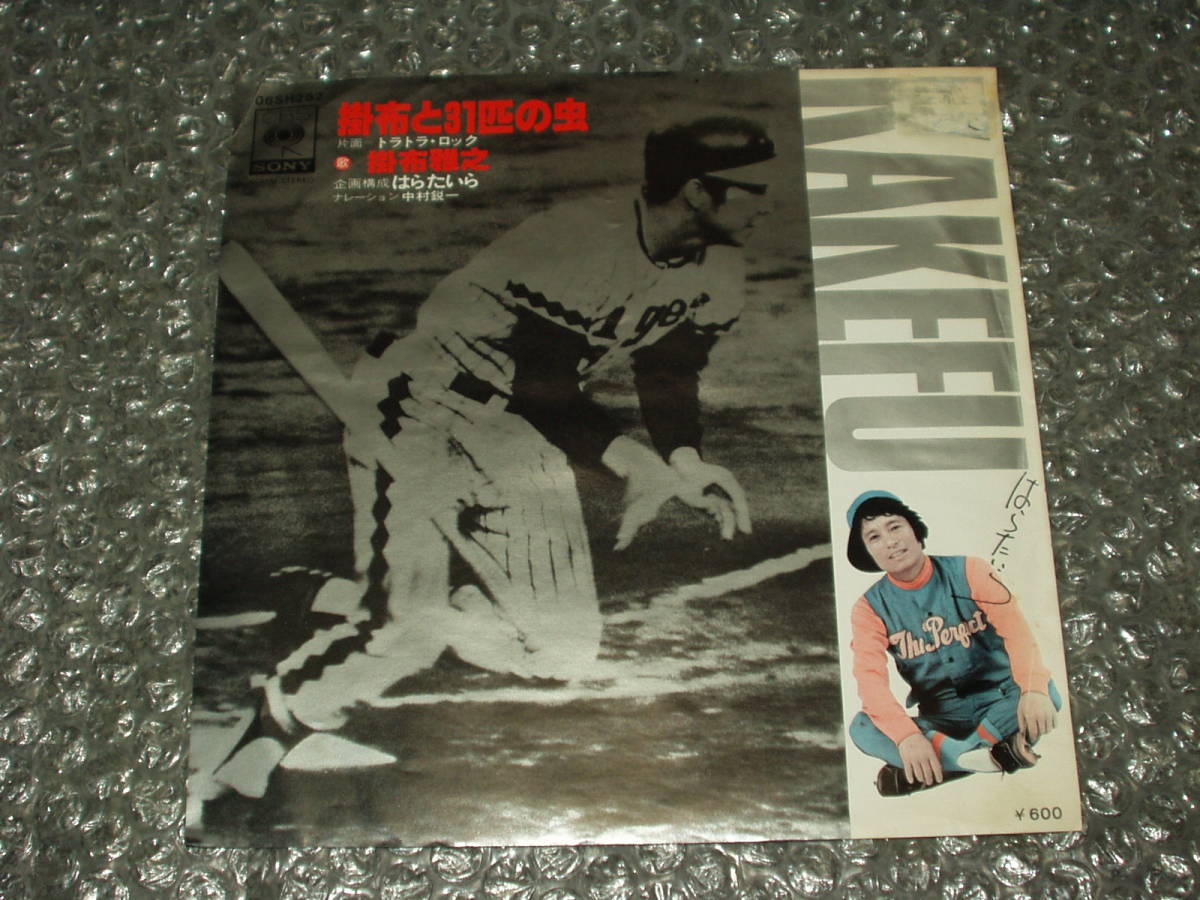 06SH252
SONY
STEREO
掛布と31匹の虫
片面 トラトラ・ロック
歌 掛布雅之
企画構成 はらたいら
ナレーション 中村鋭一
KAKEFU
はらたいら
The Perfect
¥600